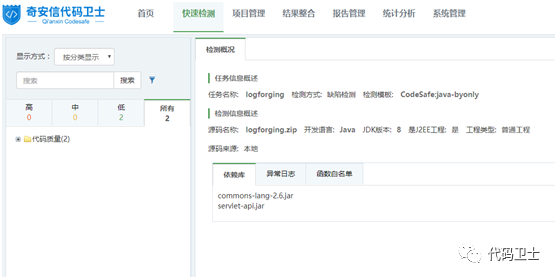 奇安信代码卫士
Qi'anxin Codesafe
首页 快速检测 项目管理 结果整合 报告管理 统计分析 系统管理
显示方式： 按分类显示
搜索 搜索
高 中 低 所有
0 0 2 2
代码质量(2)
检测概况
任务信息概述
任务名称: logforging 检测方式: 缺陷检测 检测模板: CodeSafe:java-byonly
检测信息概述
源码名称: logforging.zip 开发语言: Java JDK版本: 8 是J2EE工程: 是 工程类型: 普通工程
源码来源: 本地
依赖库 异常日志 函数白名单
commons-lang-2.6.jar
servlet-api.jar
代码卫士